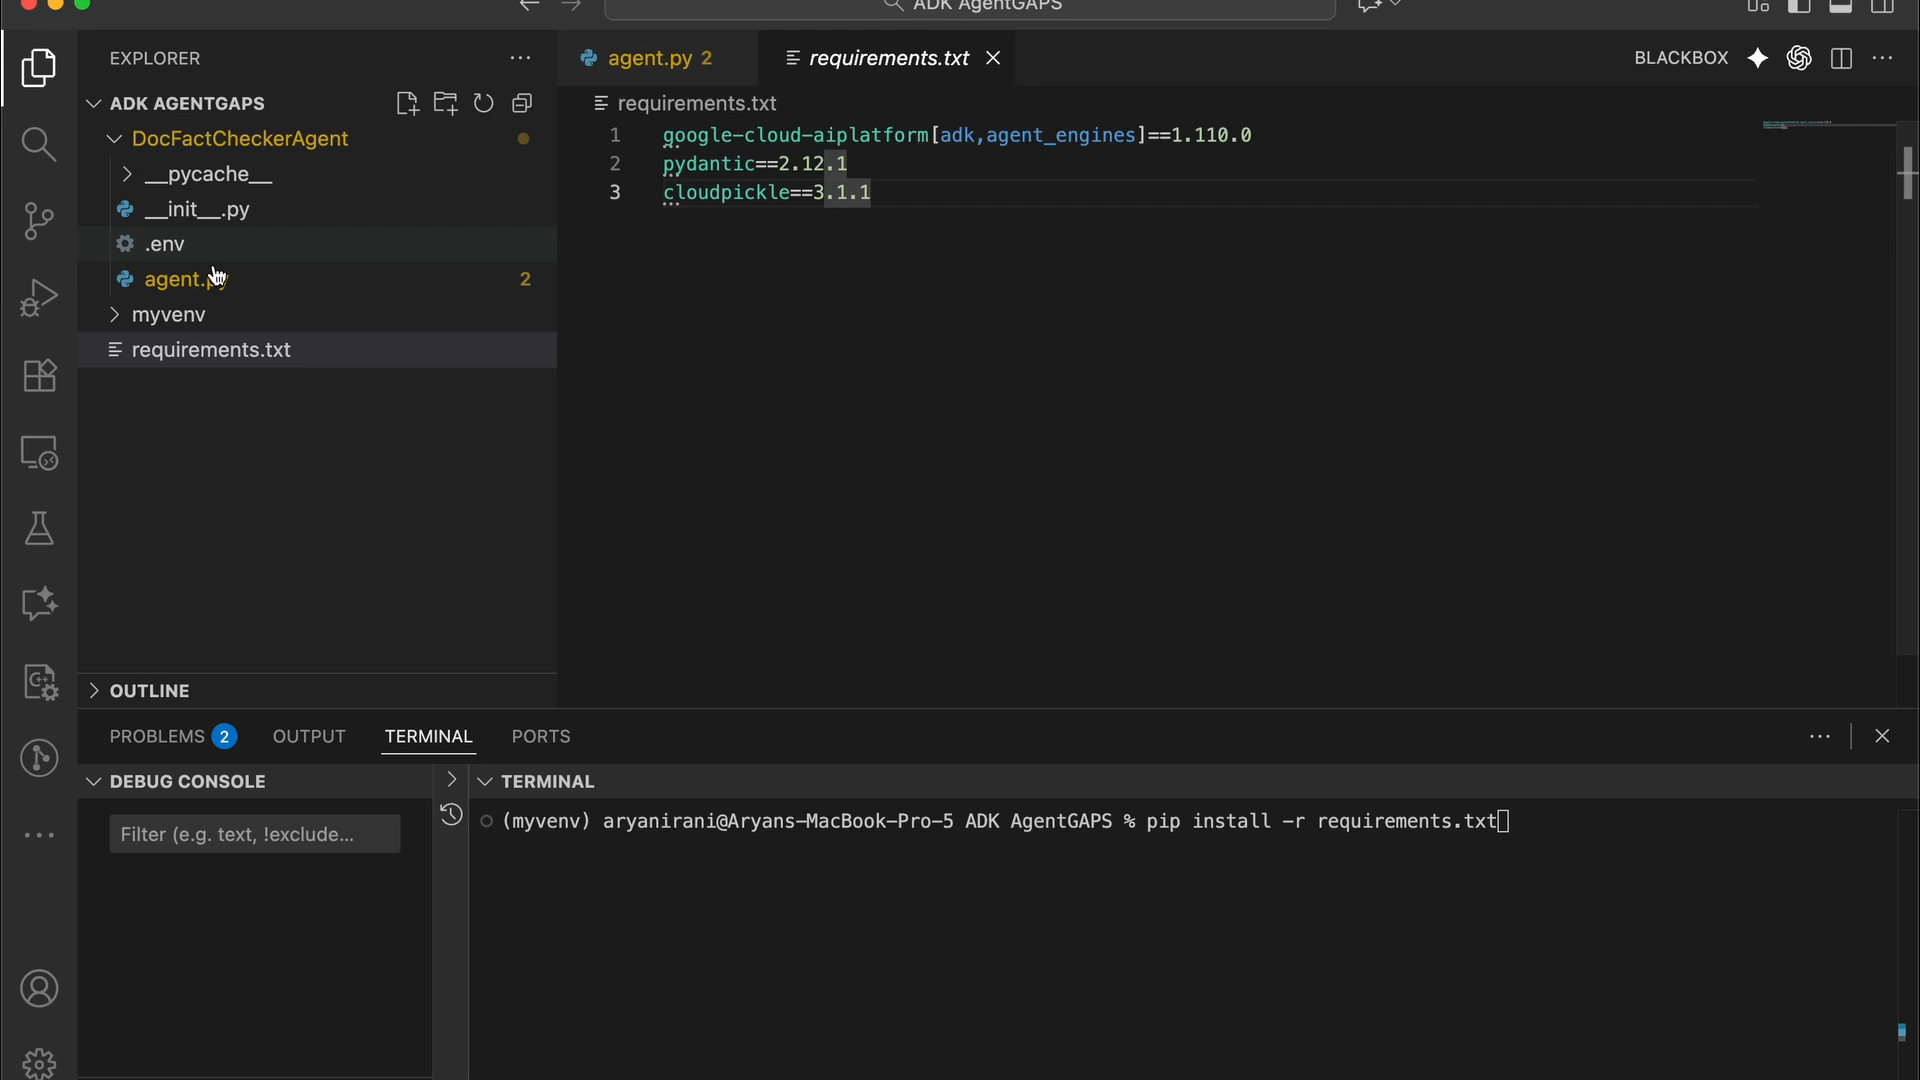 ADK AgentGAPS
EXPLORER
ADK AGENTGAPS
DocFactCheckerAgent
__pycache__
__init__.py
.env
agent.py 2
myvenv
requirements.txt
OUTLINE
agent.py 2
requirements.txt
BLACKBOX
requirements.txt
1 google-cloud-aiplatform[adk,agent_engines]==1.110.0
2 pydantic==2.12.1
3 cloudpickle==3.1.1
PROBLEMS 2 OUTPUT TERMINAL PORTS
DEBUG CONSOLE
Filter (e.g. text, !exclude...
TERMINAL
(myvenv) aryanirani@Aryans-MacBook-Pro-5 ADK AgentGAPS % pip install -r requirements.txt